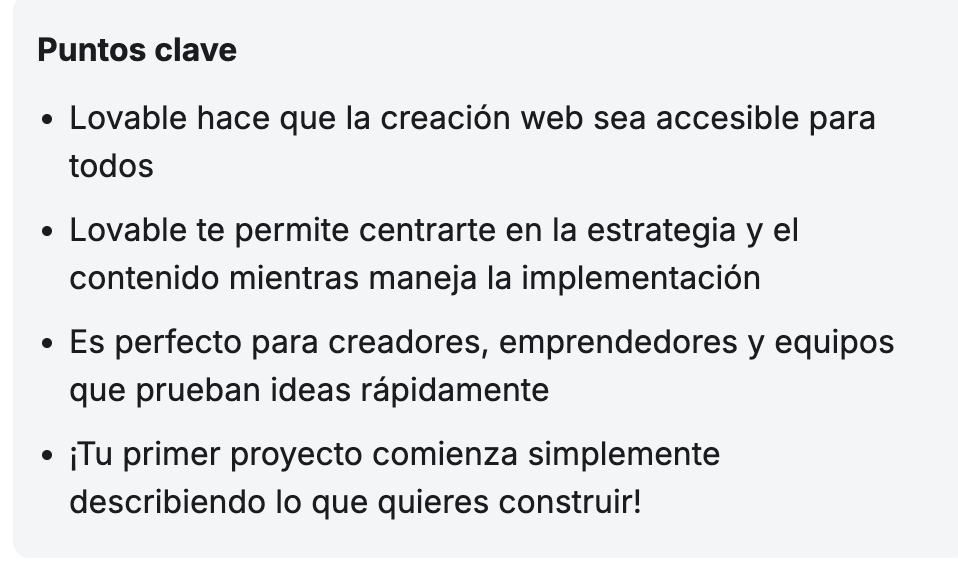 Puntos clave
• Lovable hace que la creación web sea accesible para
todos
• Lovable te permite centrarte en la estrategia y el
contenido mientras maneja la implementación
• Es perfecto para creadores, emprendedores y equipos
que prueban ideas rápidamente
• ¡Tu primer proyecto comienza simplemente
describiendo lo que quieres construir!